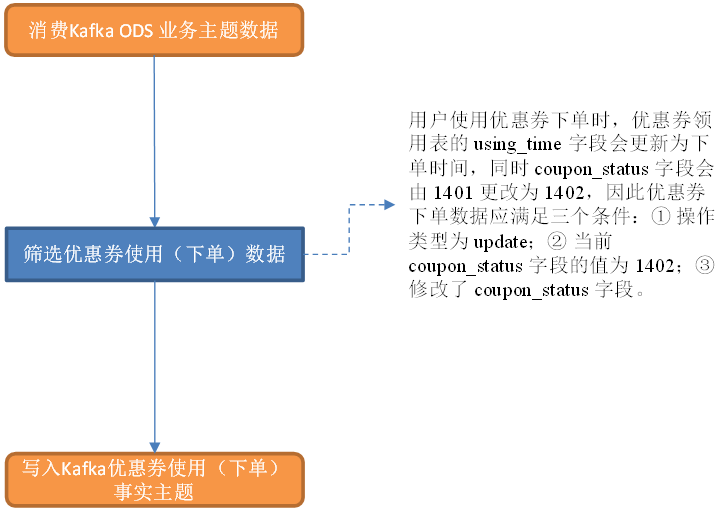 消费Kafka ODS 业务主题数据
用户使用优惠券下单时，优惠券领
用表的 using_time 字段会更新为下
单时间，同时 coupon_status 字段会
由 1401 更改为 1402，因此优惠券
下单数据应满足三个条件：① 操作
类型为 update；② 当前
coupon_status 字段的值为 1402；③
修改了 coupon_status 字段。
筛选优惠券使用（下单）数据
写入Kafka优惠券使用（下单）
事实主题